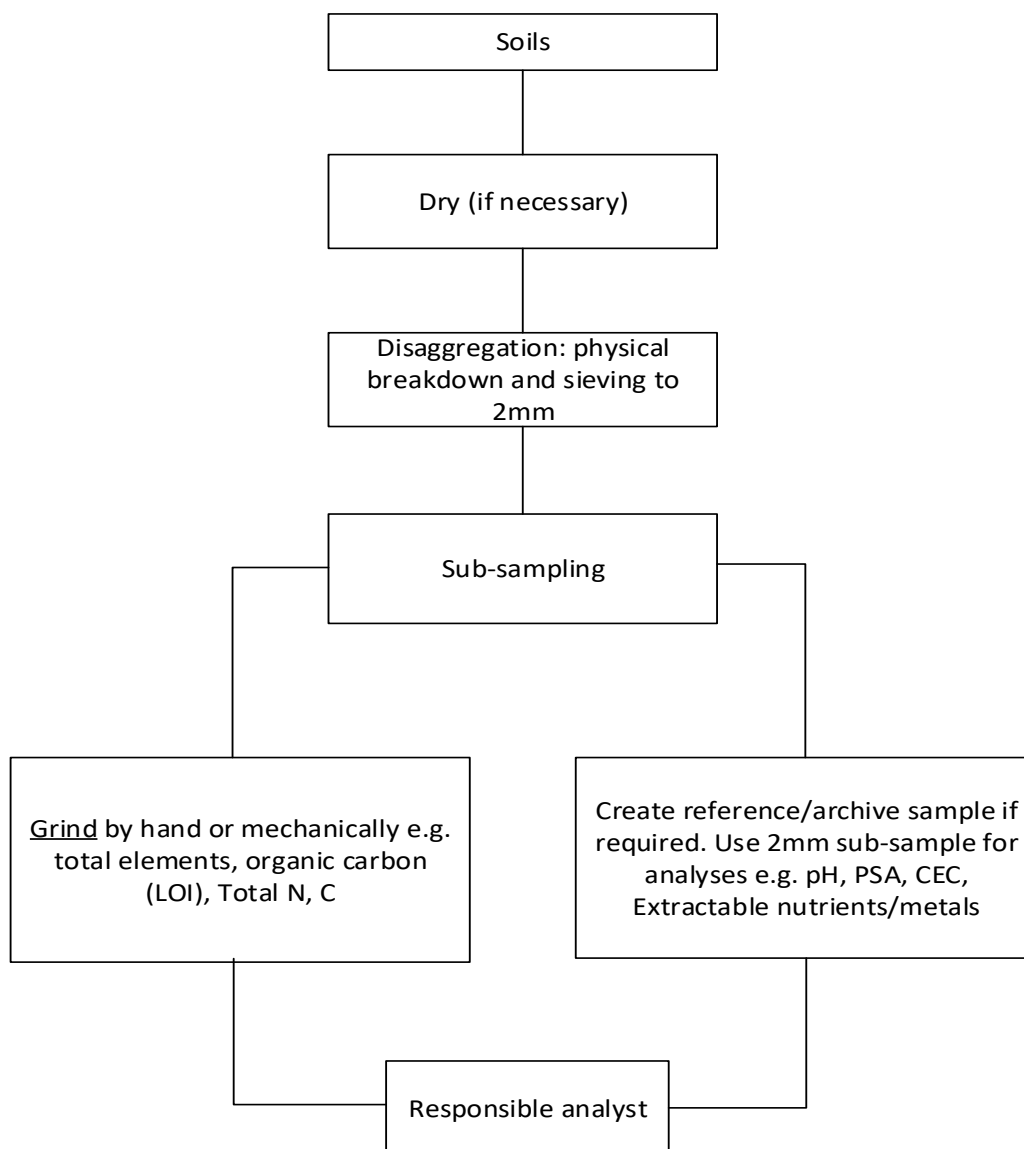 Soils
Dry (if necessary)
Disaggregation: physical
breakdown and sieving to
2mm
Sub-sampling
Grind by hand or mechanically e.g.
total elements, organic carbon
(LOI), Total N, C
Create reference/archive sample if
required. Use 2mm sub-sample for
analyses e.g. pH, PSA, CEC,
Extractable nutrients/metals
Responsible analyst